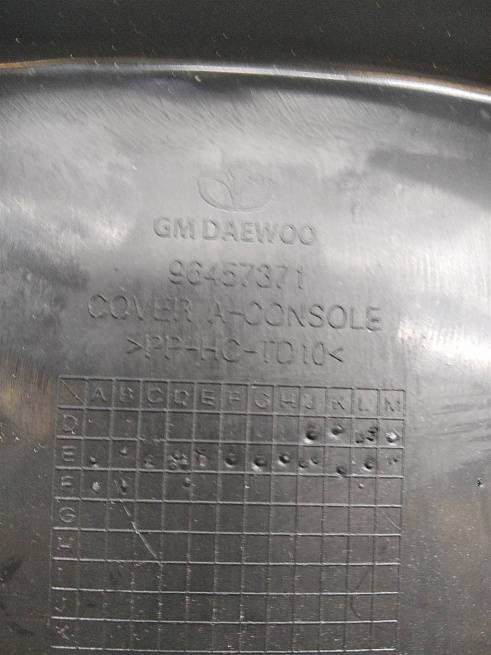 GM DAEWOO
96457371
COVER A-CONSOLE
>PP-HC-TD10<
A B C D E F G H J K L M
D
E
F
G
H
I
J
K